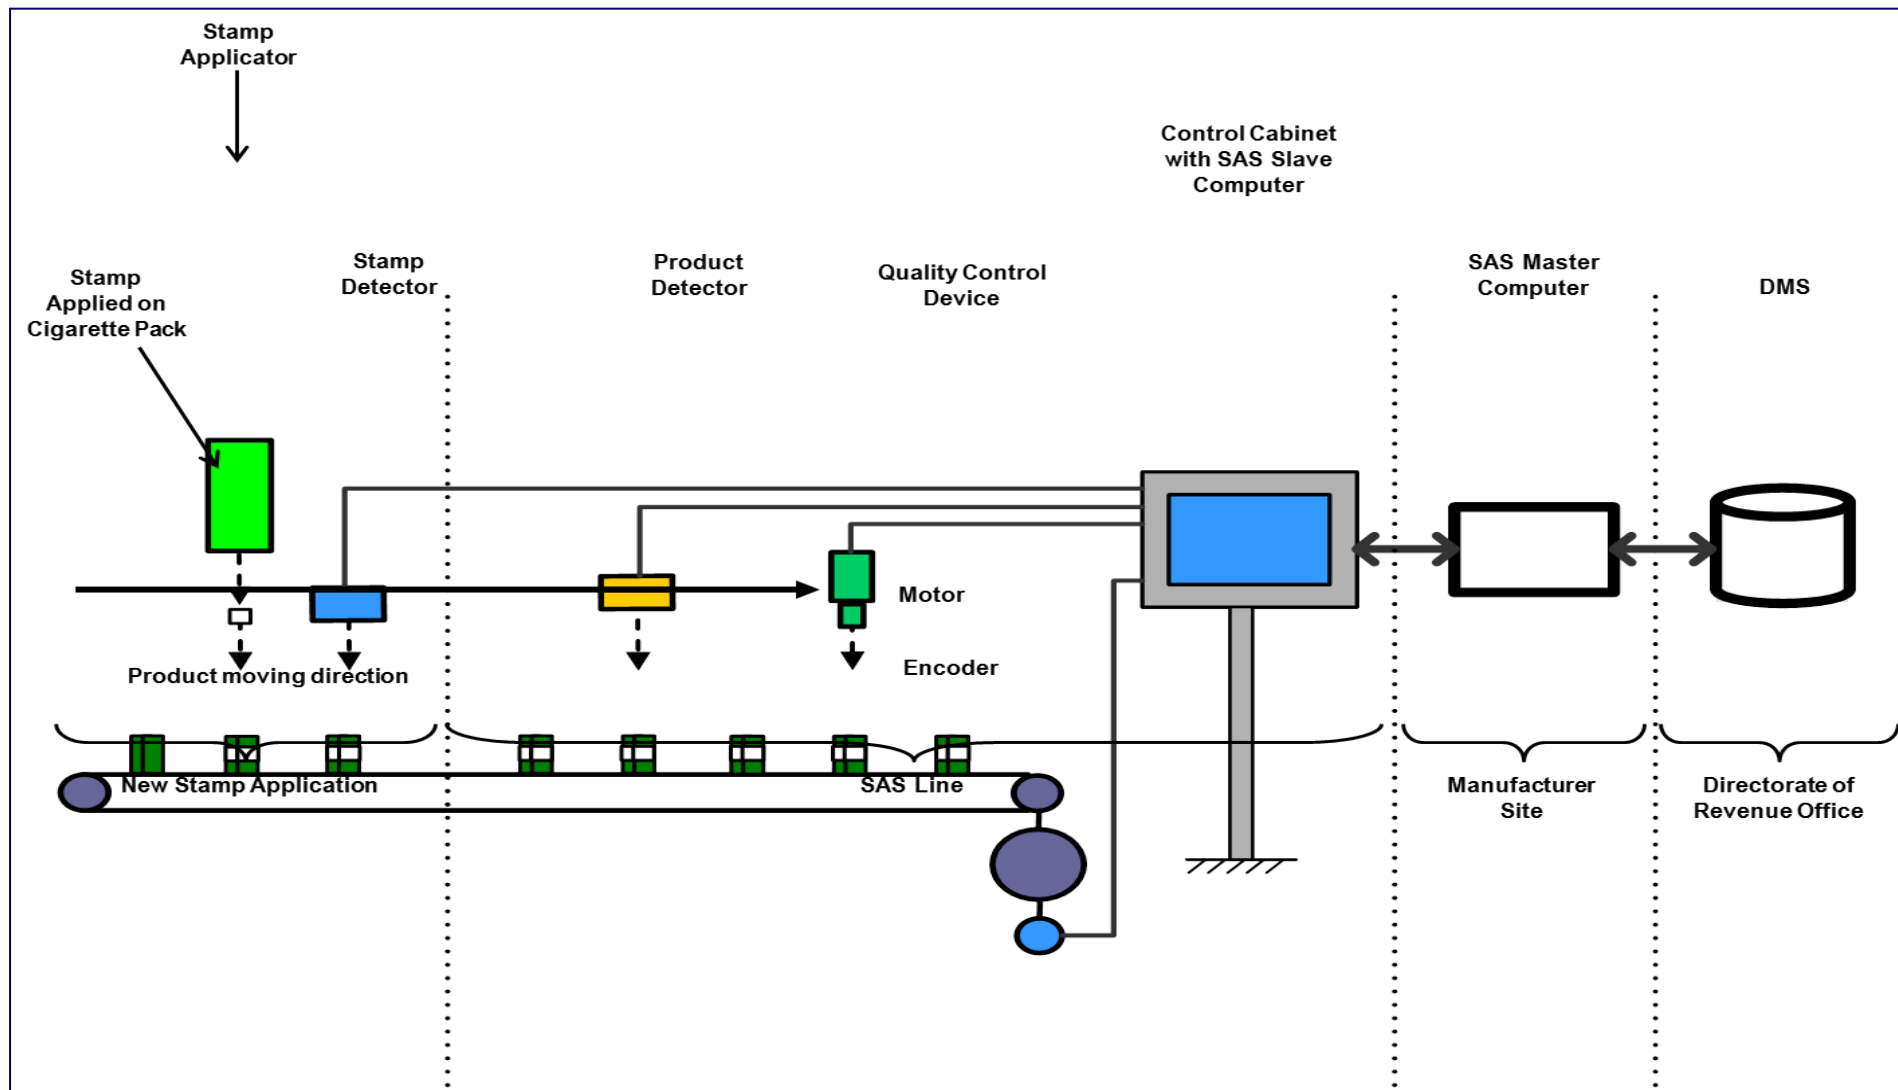 Stamp
Applicator
Control Cabinet
with SAS Slave
Computer
Stamp
Applied on
Cigarette Pack
Stamp
Detector
Product
Detector
Quality Control
Device
SAS Master
Computer
DMS
Motor
Encoder
Product moving direction
New Stamp Application
SAS Line
Manufacturer
Site
Directorate of
Revenue Office